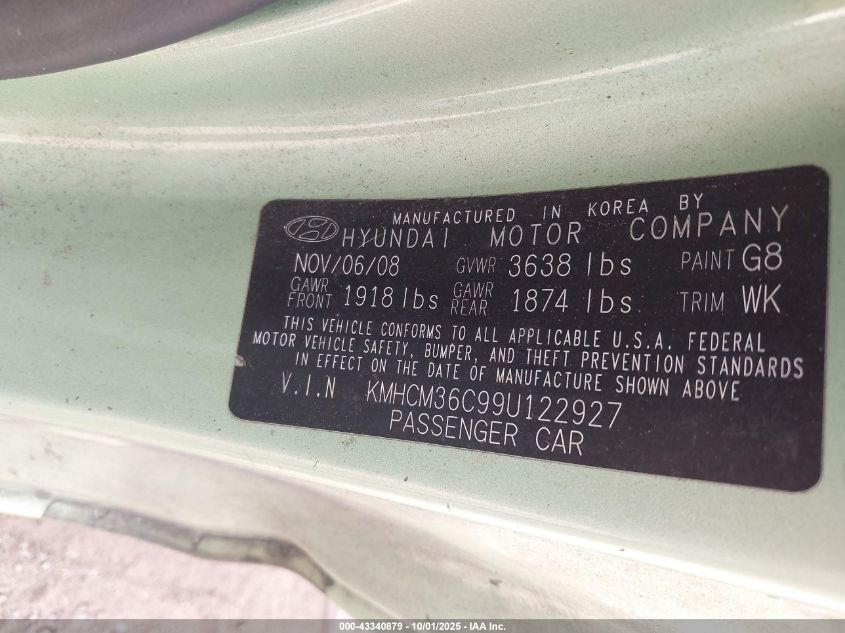 MANUFACTURED IN KOREA BY
HYUNDAI MOTOR COMPANY
NOV/06/08 GVWR 3638 lbs PAINT G8
GAWR FRONT 1918 lbs GAWR REAR 1874 lbs TRIM WK
THIS VEHICLE CONFORMS TO ALL APPLICABLE U.S.A. FEDERAL
MOTOR VEHICLE SAFETY, BUMPER, AND THEFT PREVENTION STANDARDS
IN EFFECT ON THE DATE OF MANUFACTURE SHOWN ABOVE
V.I.N KMHCM36C99U122927
PASSENGER CAR
000-43340879 - 10/01/2025 - IAA Inc.